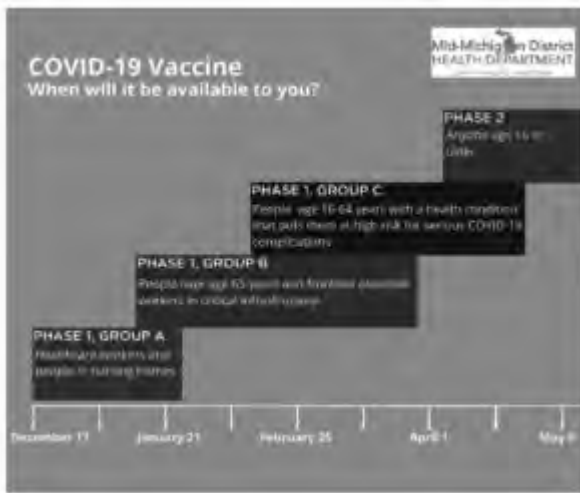 Mid-Michigan District
HEALTH DEPARTMENT
COVID-19 Vaccine
When will it be available to you?
PHASE 2
Anyone age 16 or
older
PHASE 1, GROUP C
People age 16-64 years with a health condition
that puts them at high risk for serious COVID-19
complications
PHASE 1, GROUP B
People over age 65 years and frontline essential
workers in critical infrastructure
PHASE 1, GROUP A
Healthcare workers and
people in nursing homes
December 17 January 21 February 25 April 1 May 6